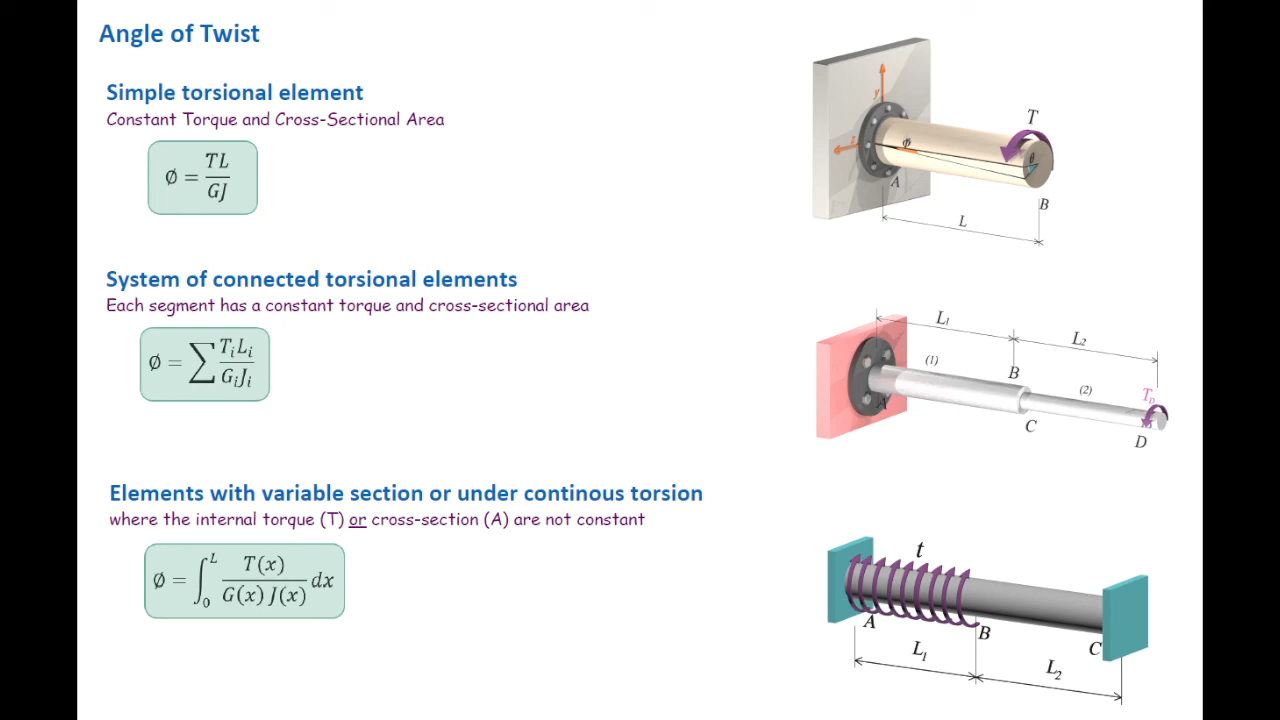 Angle of Twist
Simple torsional element
Constant Torque and Cross-Sectional Area
∅ = TL / GJ
T
y
z
Φ
θ
A
B
L
System of connected torsional elements
Each segment has a constant torque and cross-sectional area
∅ = ∑ TᵢLᵢ / GᵢJᵢ
L₁
L₂
(1)
B
(2)
T_D
A
C
D
Elements with variable section or under continous torsion
where the internal torque (T) or cross-section (A) are not constant
∅ = ∫₀ᴸ T(x) / G(x) J(x) dx
t
A
B
C
L₁
L₂